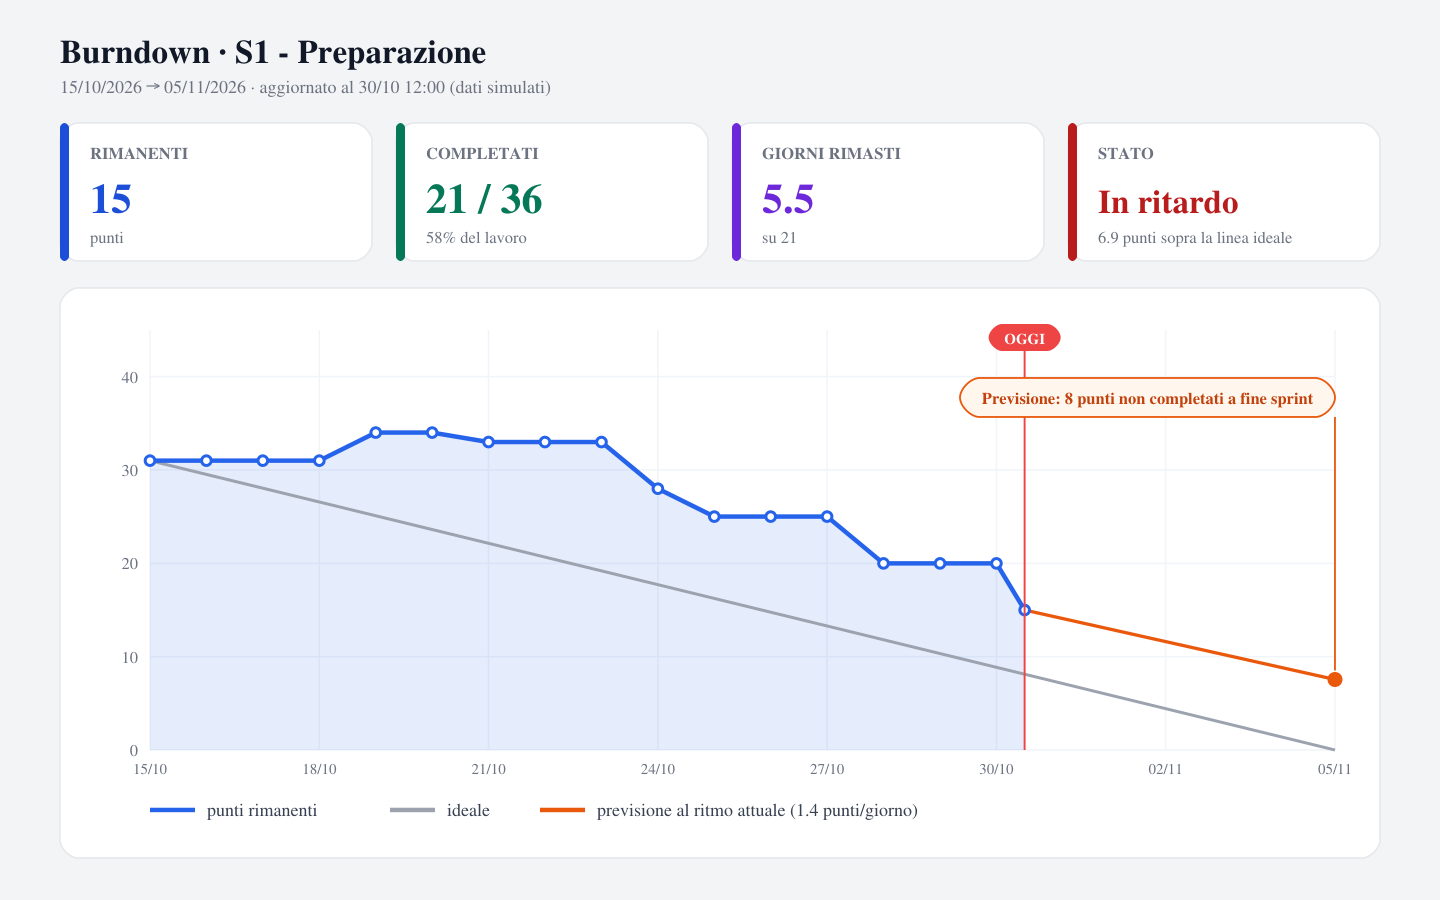 Burndown · S1 - Preparazione
15/10/2026 → 05/11/2026 · aggiornato al 30/10 12:00 (dati simulati)
RIMANENTI
15
punti
COMPLETATI
21 / 36
58% del lavoro
GIORNI RIMASTI
5.5
su 21
STATO
In ritardo
6.9 punti sopra la linea ideale
OGGI
Previsione: 8 punti non completati a fine sprint
40
30
20
10
0
15/10
18/10
21/10
24/10
27/10
30/10
02/11
05/11
punti rimanenti
ideale
previsione al ritmo attuale (1.4 punti/giorno)